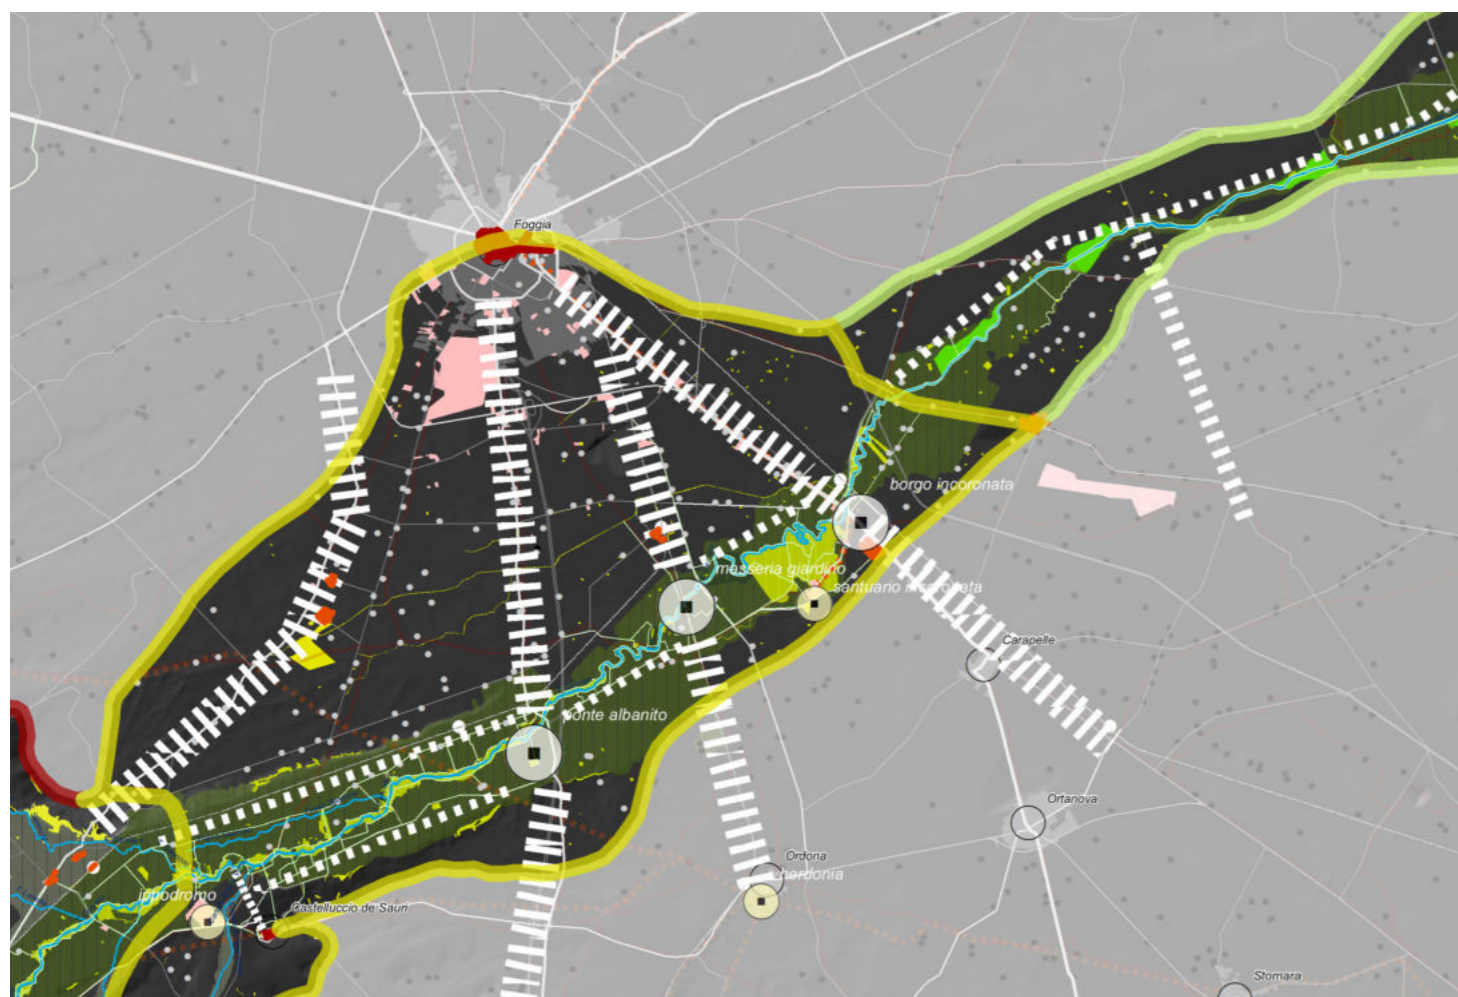 Foggia
borgo incoronata
masseria giardino
santuario incoronata
Carapelle
ponte albanito
Ortanova
Ordona
herdonia
ippodromo
Castelluccio de Sauri
Stornara